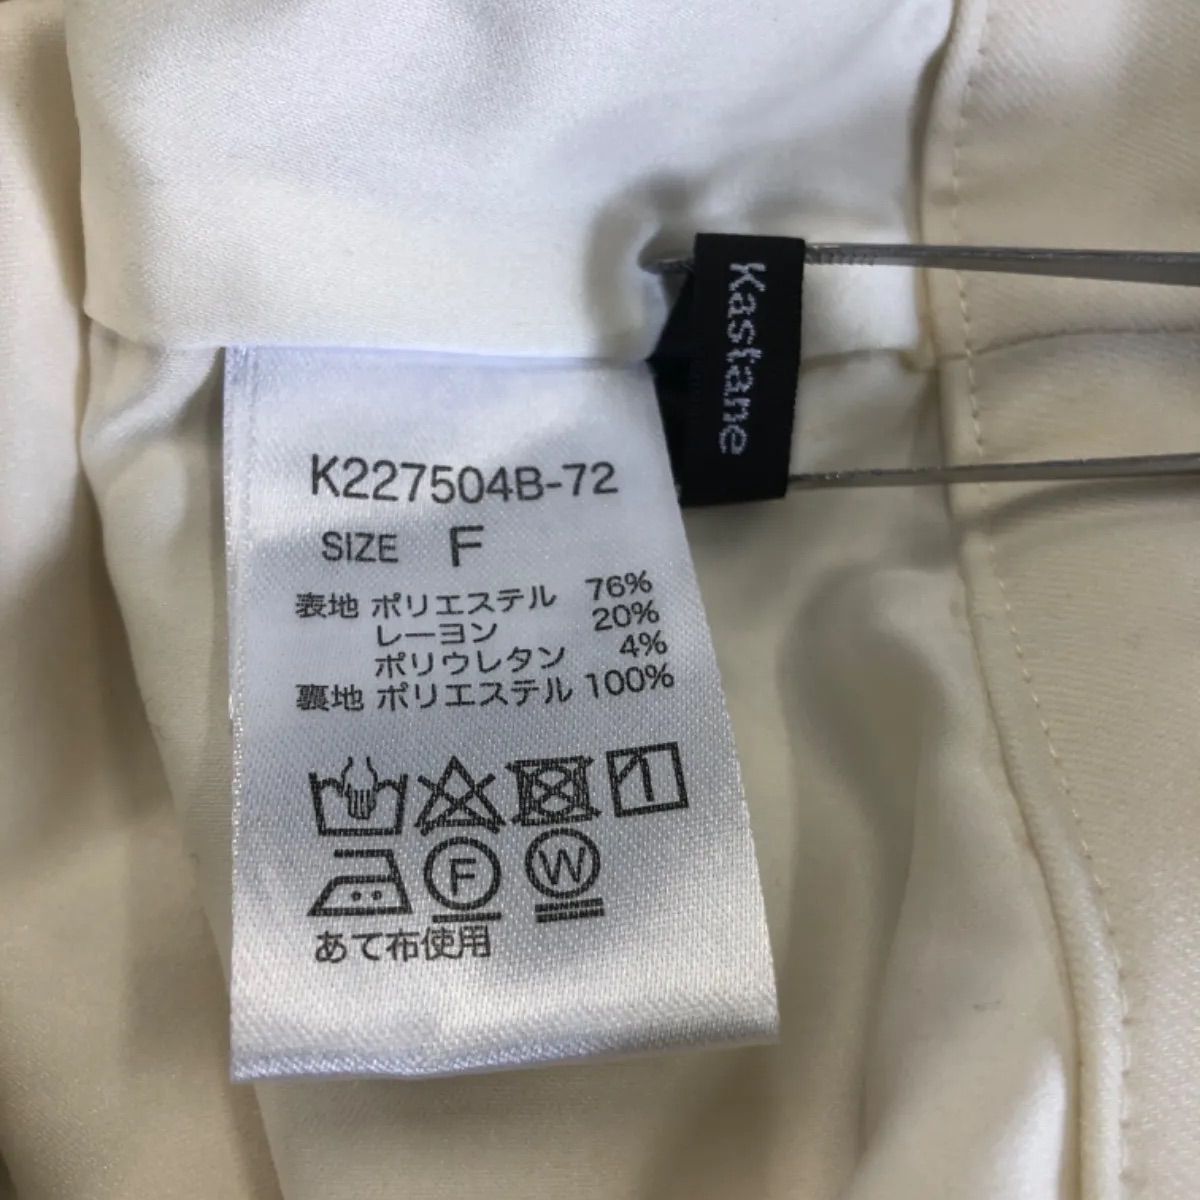 Kastane
K227504B-72
SIZE F
表地 ポリエステル 76%
レーヨン 20%
ポリウレタン 4%
裏地 ポリエステル 100%
F
W
あて布使用